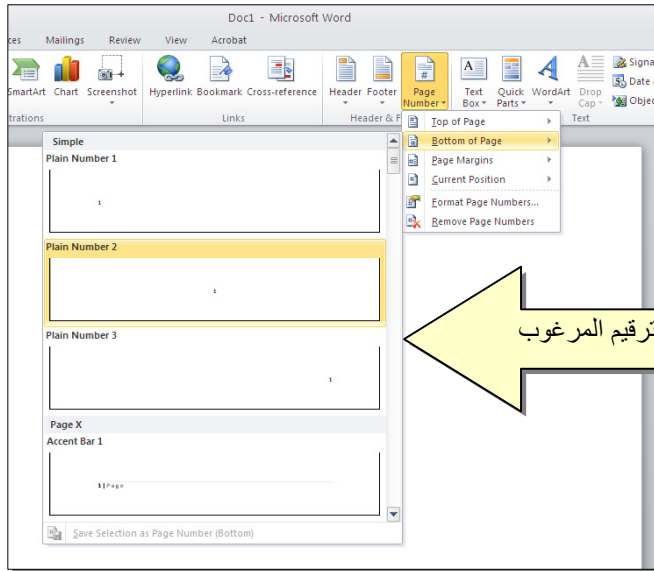 Doc1 - Microsoft Word
ces Mailings Review View Acrobat
SmartArt Chart Screenshot Hyperlink Bookmark Cross-reference Header Footer Page Number Text Box Quick Parts WordArt Drop Cap Signa
Date
Objec
trations Links Header & F Text
Top of Page
Bottom of Page
Page Margins
Current Position
Format Page Numbers...
Remove Page Numbers
Simple
Plain Number 1
1
Plain Number 2
1
Plain Number 3
1
Page X
Accent Bar 1
1|Page
Save Selection as Page Number (Bottom)
ترقيم المرغوب